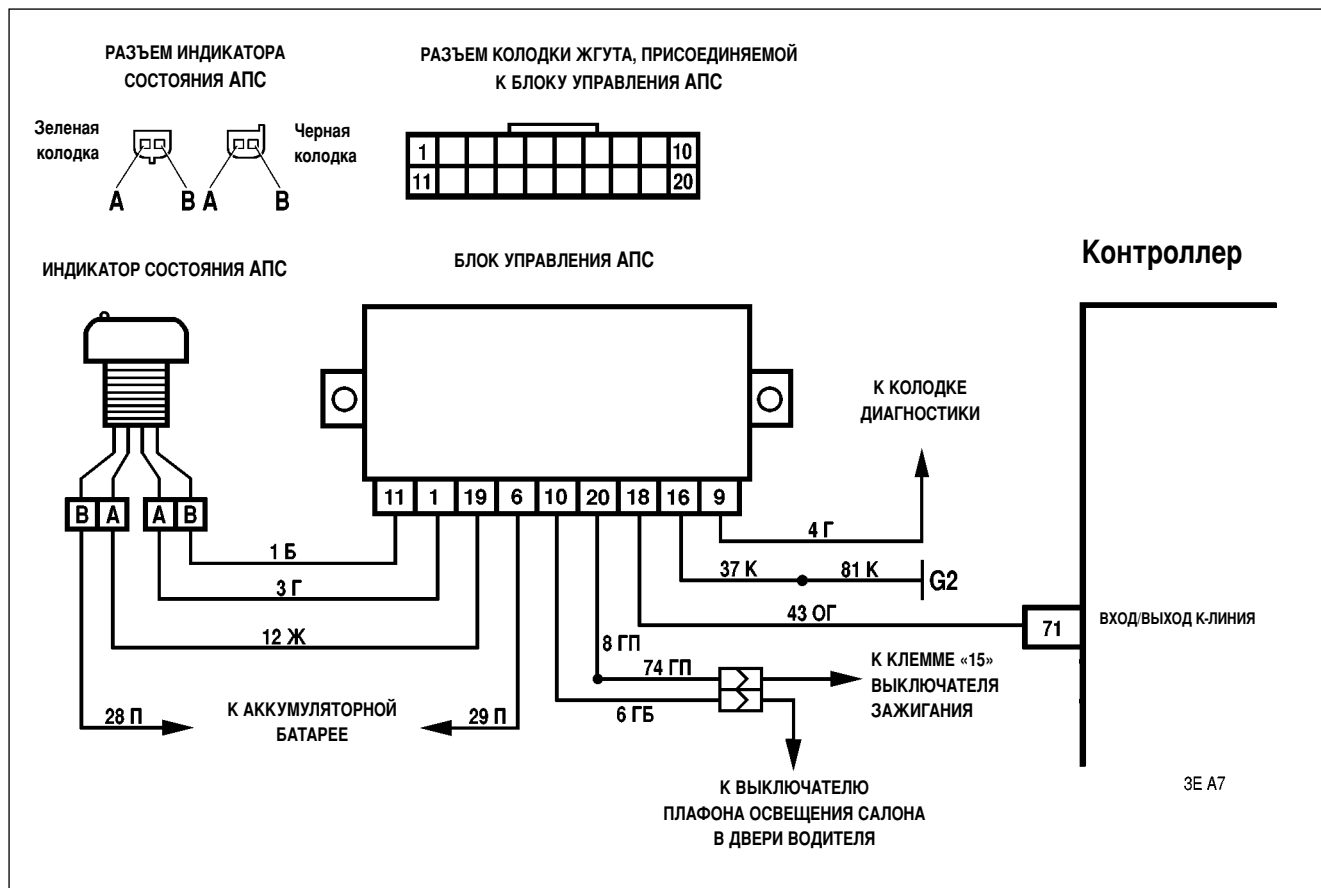 РАЗЪЕМ ИНДИКАТОРА
СОСТОЯНИЯ АПС
РАЗЪЕМ КОЛОДКИ ЖГУТА, ПРИСОЕДИНЯЕМОЙ
К БЛОКУ УПРАВЛЕНИЯ АПС
Зеленая
колодка
Черная
колодка
A B A B
1 10
11 20
ИНДИКАТОР СОСТОЯНИЯ АПС
БЛОК УПРАВЛЕНИЯ АПС
Контроллер
К КОЛОДКЕ
ДИАГНОСТИКИ
B A A B
11 1 19 6 10 20 18 16 9
1 Б
3 Г
12 Ж
28 П
К АККУМУЛЯТОРНОЙ
БАТАРЕЕ
29 П
4 Г
37 К
81 К
G2
43 ОГ
71
ВХОД/ВЫХОД К-ЛИНИЯ
8 ГП
74 ГП
6 ГБ
К КЛЕММЕ «15»
ВЫКЛЮЧАТЕЛЯ
ЗАЖИГАНИЯ
К ВЫКЛЮЧАТЕЛЮ
ПЛАФОНА ОСВЕЩЕНИЯ САЛОНА
В ДВЕРИ ВОДИТЕЛЯ
3Е А7